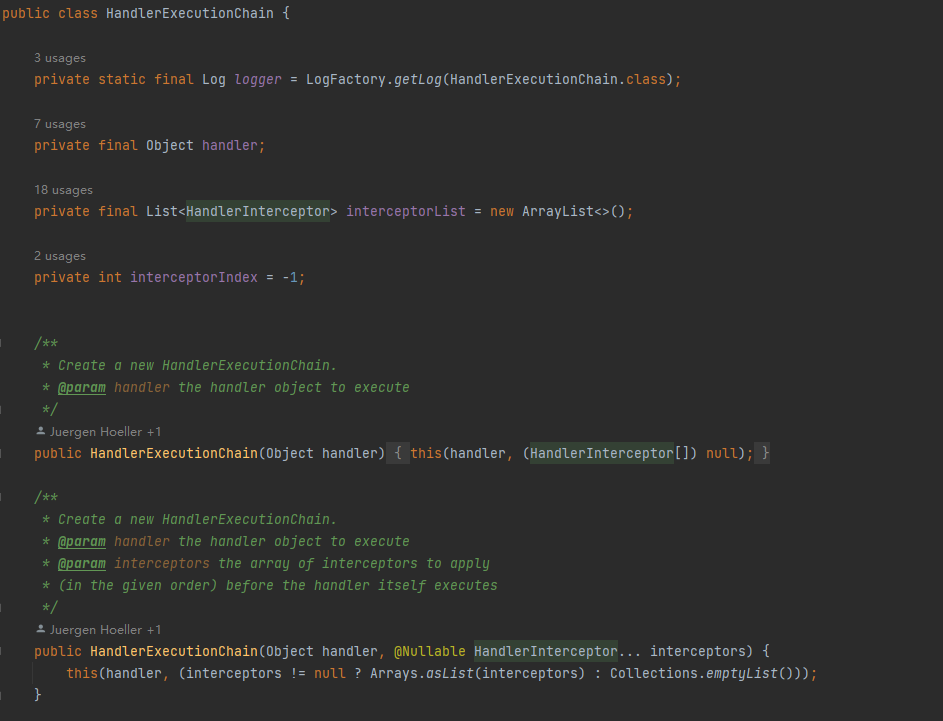 public class HandlerExecutionChain {
3 usages
private static final Log logger = LogFactory.getLog(HandlerExecutionChain.class);
7 usages
private final Object handler;
18 usages
private final List<HandlerInterceptor> interceptorList = new ArrayList<>();
2 usages
private int interceptorIndex = -1;
/**
* Create a new HandlerExecutionChain.
* @param handler the handler object to execute
*/
Juergen Hoeller +1
public HandlerExecutionChain(Object handler) { this(handler, (HandlerInterceptor[]) null); }
/**
* Create a new HandlerExecutionChain.
* @param handler the handler object to execute
* @param interceptors the array of interceptors to apply
* (in the given order) before the handler itself executes
*/
Juergen Hoeller +1
public HandlerExecutionChain(Object handler, @Nullable HandlerInterceptor... interceptors) {
this(handler, (interceptors != null ? Arrays.asList(interceptors) : Collections.emptyList()));
}